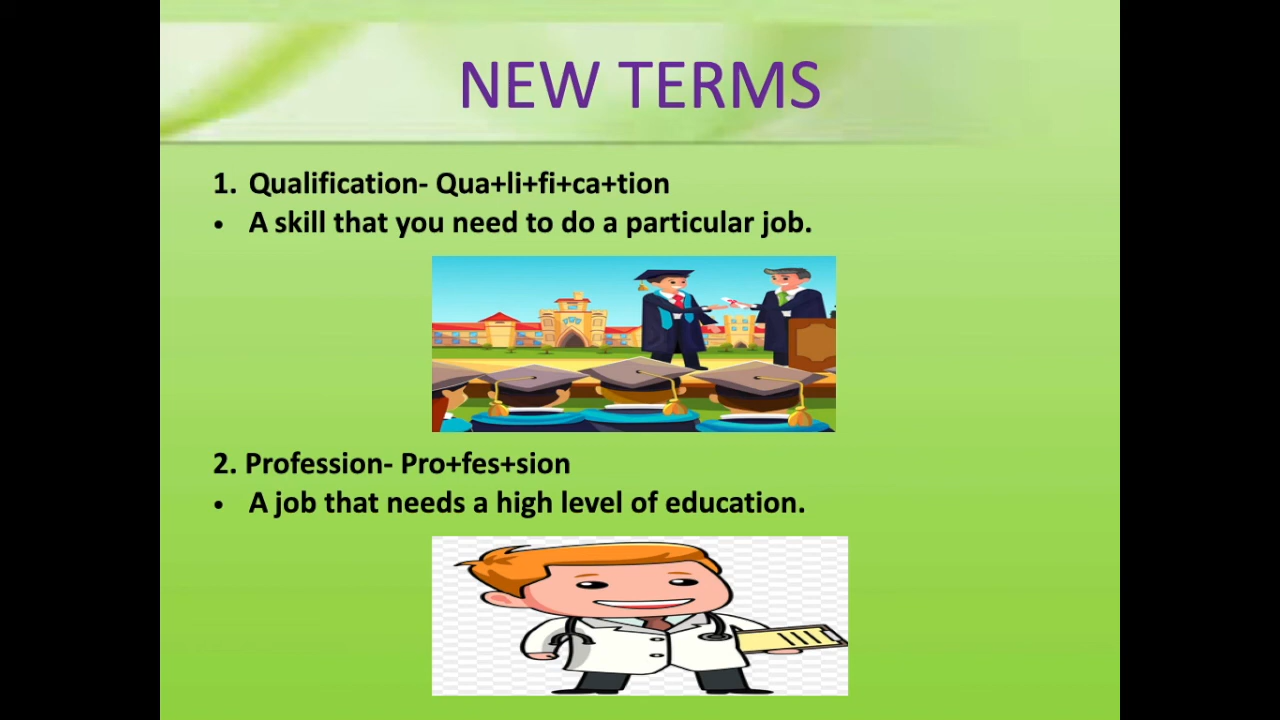 NEW TERMS
1. Qualification- Qua+li+fi+ca+tion
• A skill that you need to do a particular job.
2. Profession- Pro+fes+sion
• A job that needs a high level of education.